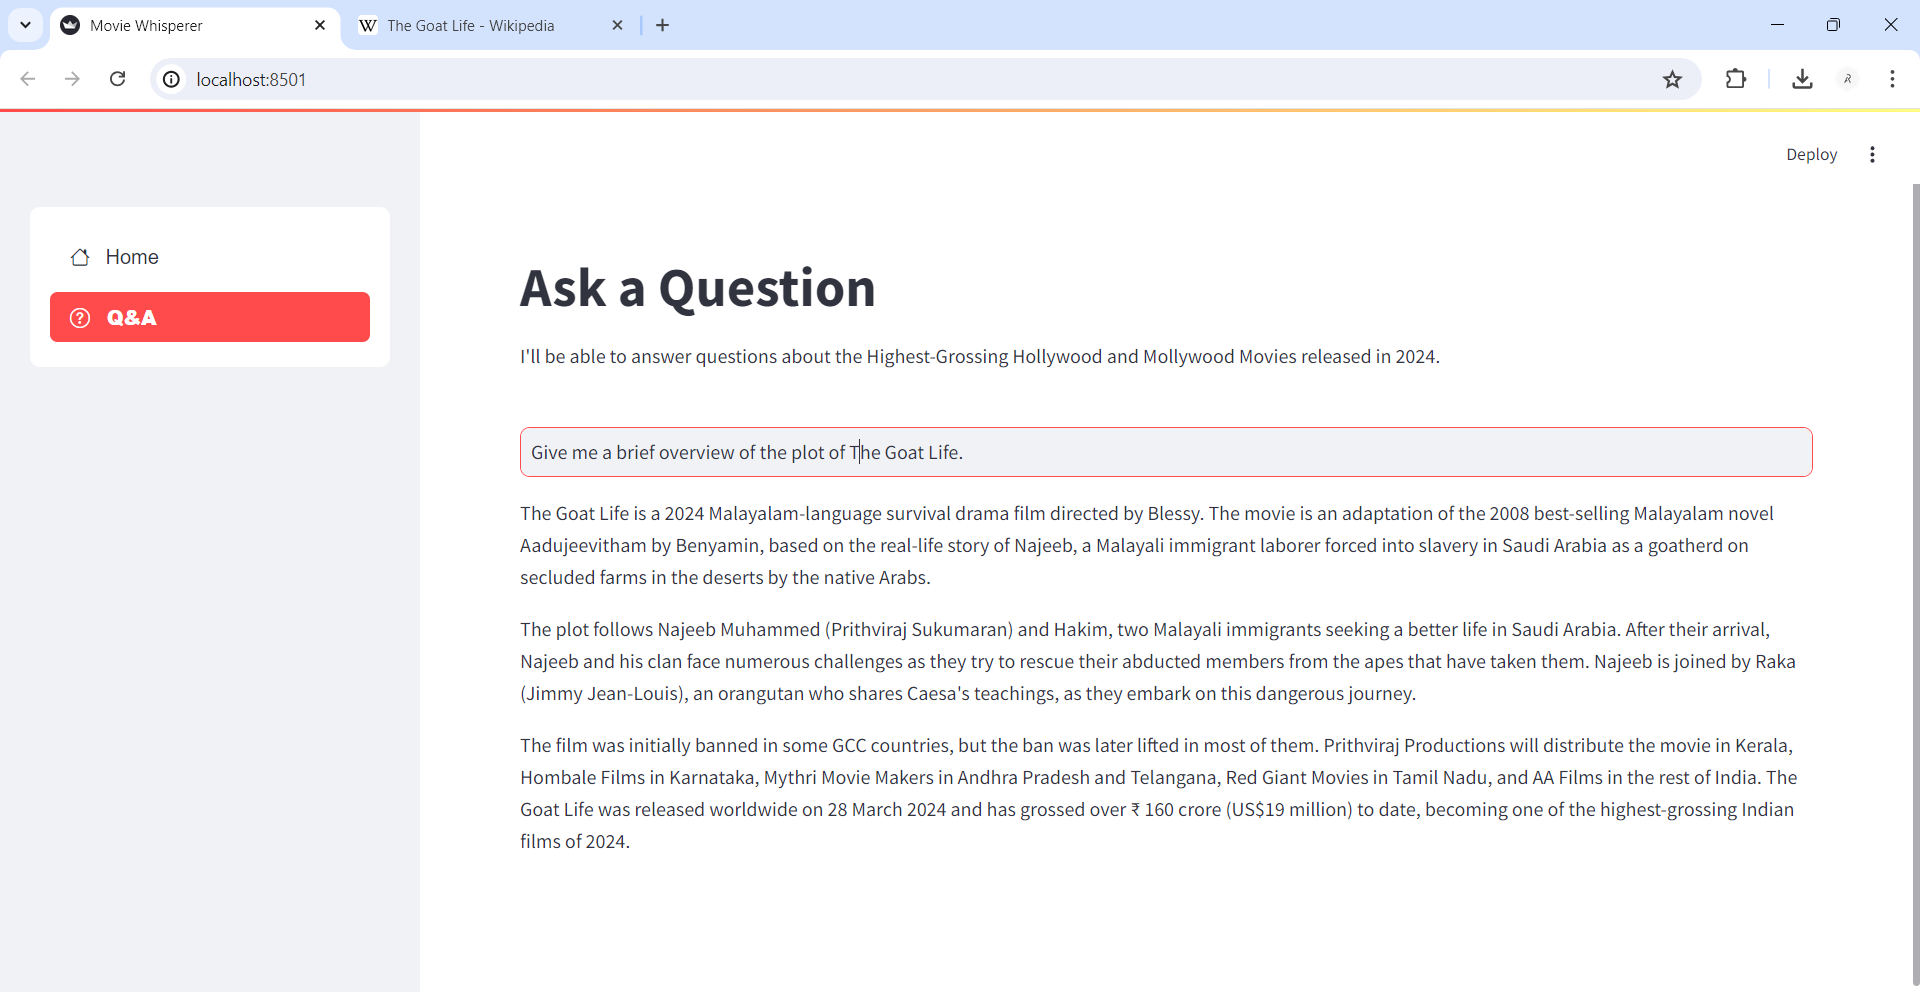 Movie Whisperer
W The Goat Life - Wikipedia
localhost:8501
Deploy
Home
Q&A
Ask a Question
I'll be able to answer questions about the Highest-Grossing Hollywood and Mollywood Movies released in 2024.
Give me a brief overview of the plot of The Goat Life.
The Goat Life is a 2024 Malayalam-language survival drama film directed by Blessy. The movie is an adaptation of the 2008 best-selling Malayalam novel
Aadujeevitham by Benyamin, based on the real-life story of Najeeb, a Malayali immigrant laborer forced into slavery in Saudi Arabia as a goatherd on
secluded farms in the deserts by the native Arabs.
The plot follows Najeeb Muhammed (Prithviraj Sukumaran) and Hakim, two Malayali immigrants seeking a better life in Saudi Arabia. After their arrival,
Najeeb and his clan face numerous challenges as they try to rescue their abducted members from the apes that have taken them. Najeeb is joined by Raka
(Jimmy Jean-Louis), an orangutan who shares Caesa's teachings, as they embark on this dangerous journey.
The film was initially banned in some GCC countries, but the ban was later lifted in most of them. Prithviraj Productions will distribute the movie in Kerala,
Hombale Films in Karnataka, Mythri Movie Makers in Andhra Pradesh and Telangana, Red Giant Movies in Tamil Nadu, and AA Films in the rest of India. The
Goat Life was released worldwide on 28 March 2024 and has grossed over ₹ 160 crore (US$19 million) to date, becoming one of the highest-grossing Indian
films of 2024.